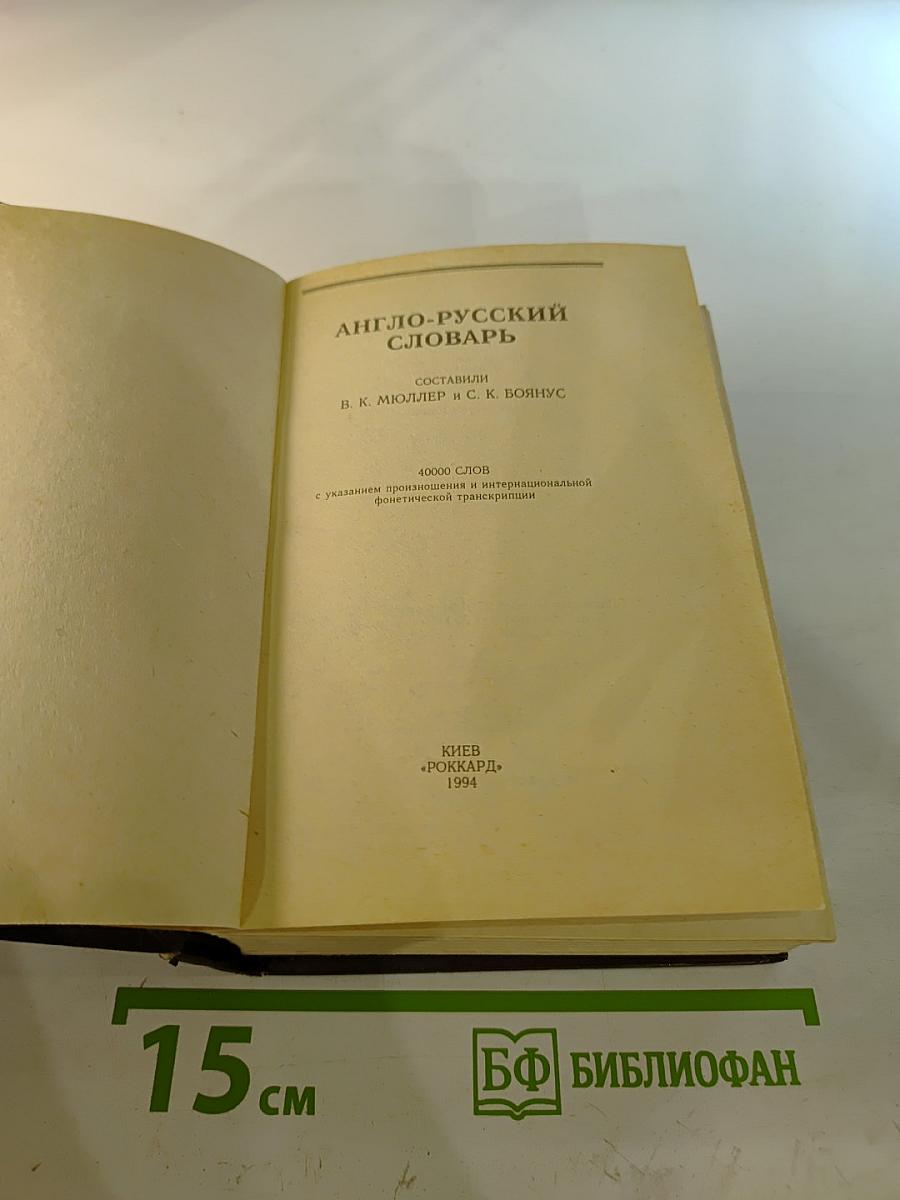 АНГЛО-РУССКИЙ
СЛОВАРЬ
СОСТАВИЛИ
В. К. МЮЛЛЕР и С. К. БОЯНУС
40000 СЛОВ
с указанием произношения и интернациональной
фонетической транскрипции
КИЕВ
«РОККАРД»
1994
15 см
БФ БИБЛИОФАН